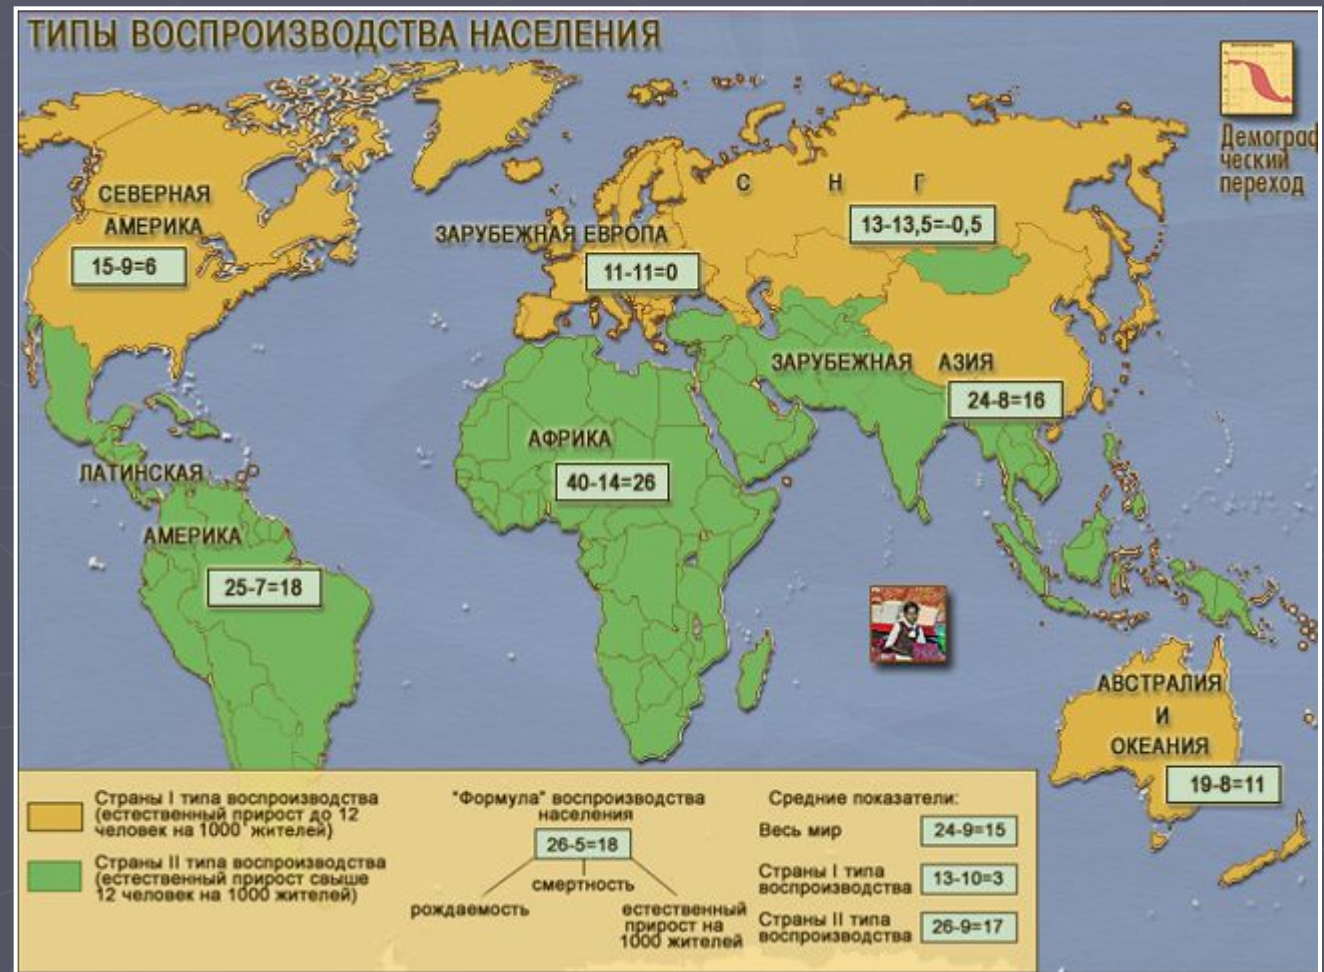 ТИПЫ ВОСПРОИЗВОДСТВА НАСЕЛЕНИЯ
Демограф
ческий
переход
СЕВЕРНАЯ
АМЕРИКА
15-9=6
ЗАРУБЕЖНАЯ ЕВРОПА
11-11=0
С Н Г
13-13,5=-0,5
ЗАРУБЕЖНАЯ АЗИЯ
24-8=16
АФРИКА
40-14=26
ЛАТИНСКАЯ
АМЕРИКА
25-7=18
АВСТРАЛИЯ
И
ОКЕАНИЯ
19-8=11
Страны I типа воспроизводства
(естественный прирост до 12
человек на 1000 жителей)
Страны II типа воспроизводства
(естественный прирост свыше
12 человек на 1000 жителей)
"Формула" воспроизводства
населения
26-5=18
смертность
рождаемость
естественный
прирост на
1000 жителей
Средние показатели:
Весь мир
24-9=15
Страны I типа
воспроизводства
13-10=3
Страны II типа
воспроизводства
26-9=17